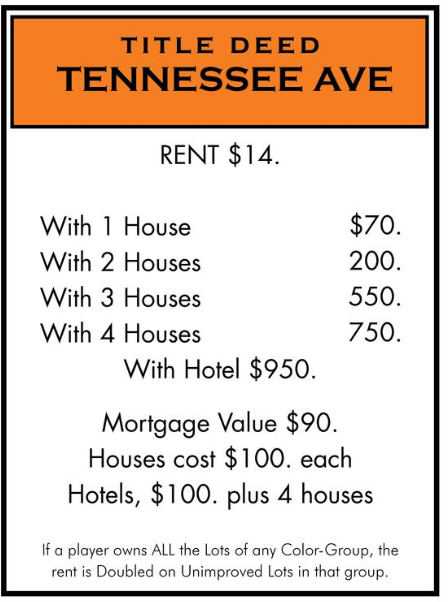 TITLE DEED
TENNESSEE AVE
RENT $14.
With 1 House $70.
With 2 Houses 200.
With 3 Houses 550.
With 4 Houses 750.
With Hotel $950.
Mortgage Value $90.
Houses cost $100. each
Hotels, $100. plus 4 houses
If a player owns ALL the Lots of any Color-Group, the
rent is Doubled on Unimproved Lots in that group.